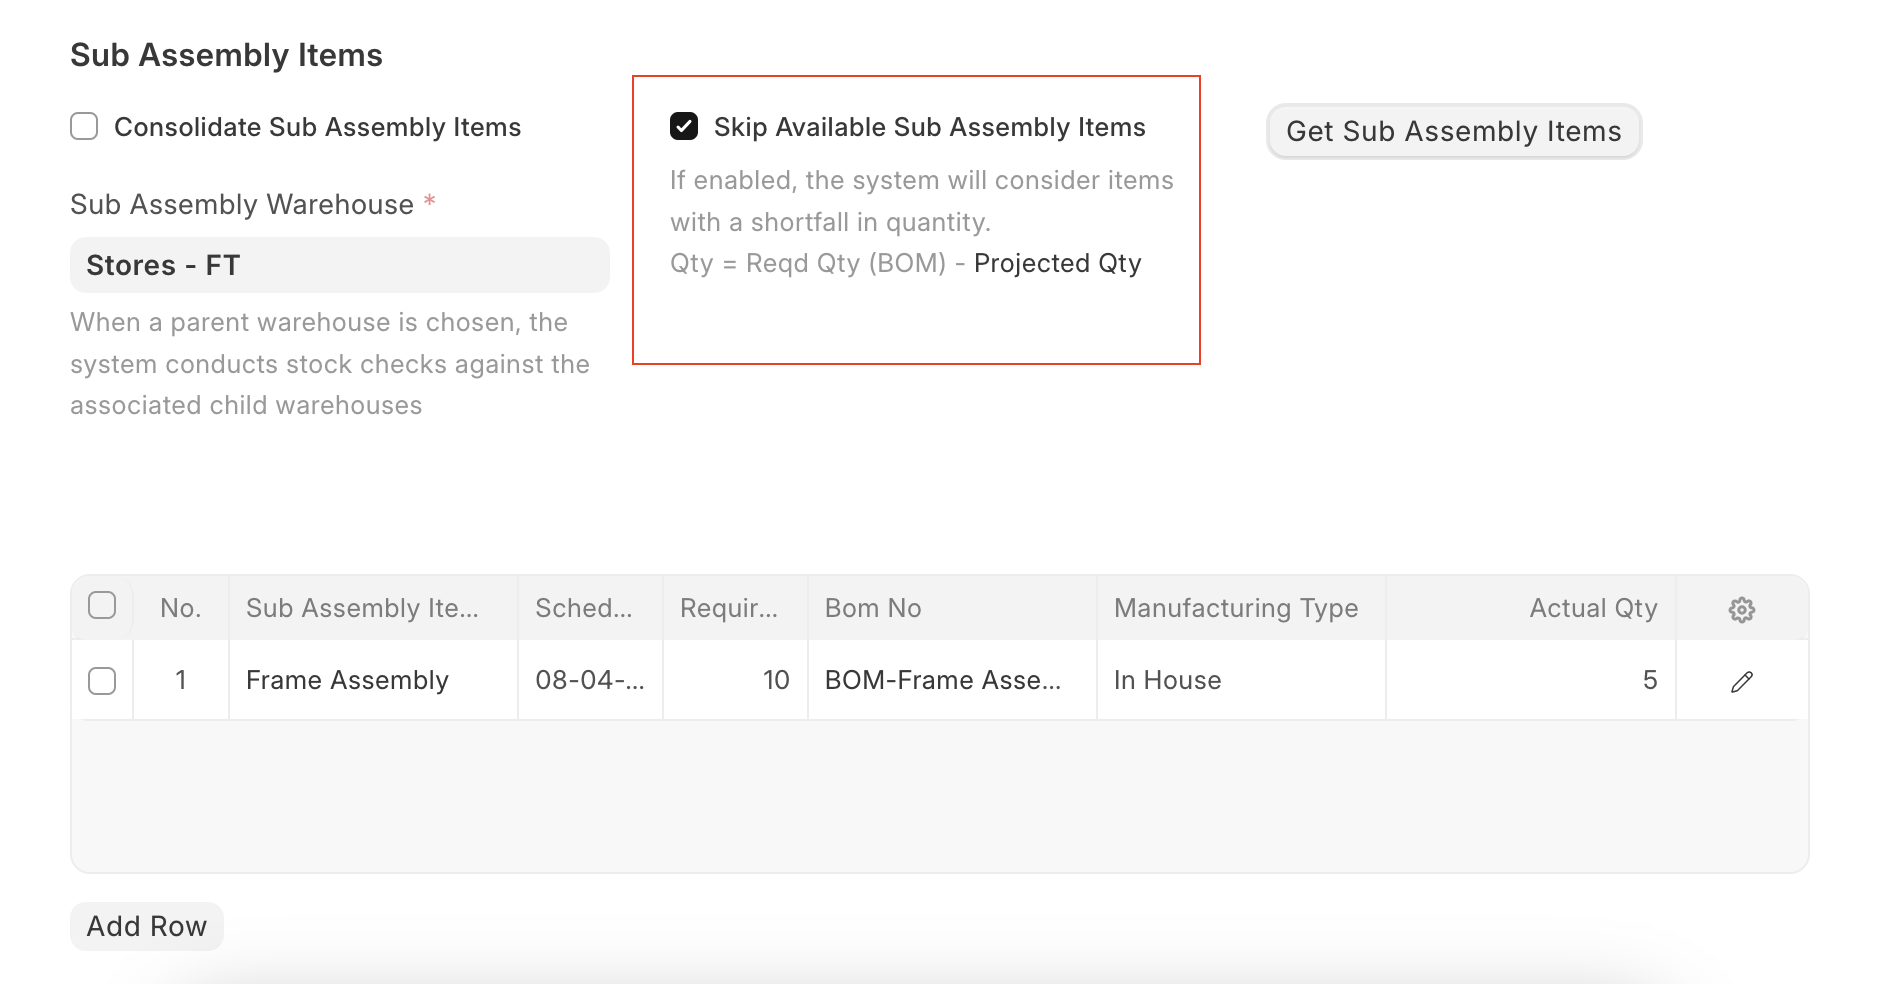 Sub Assembly Items
Consolidate Sub Assembly Items
Sub Assembly Warehouse *
Stores - FT
When a parent warehouse is chosen, the
system conducts stock checks against the
associated child warehouses
Skip Available Sub Assembly Items
If enabled, the system will consider items
with a shortfall in quantity.
Qty = Reqd Qty (BOM) - Projected Qty
Get Sub Assembly Items
No. Sub Assembly Ite... Sched... Requir... Bom No Manufacturing Type Actual Qty
1 Frame Assembly 08-04-... 10 BOM-Frame Asse... In House 5
Add Row